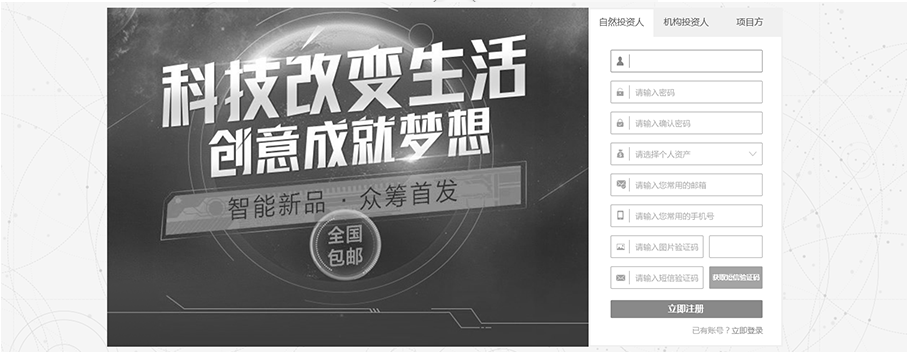 科技改变生活
创意成就梦想
智能新品 · 众筹首发
全国
包邮
自然投资人 机构投资人 项目方
请输入密码
请输入确认密码
请选择个人资产
请输入您常用的邮箱
请输入您常用的手机号
请输入图片验证码
请输入短信验证码 获取短信验证码
立即注册
已有账号？立即登录